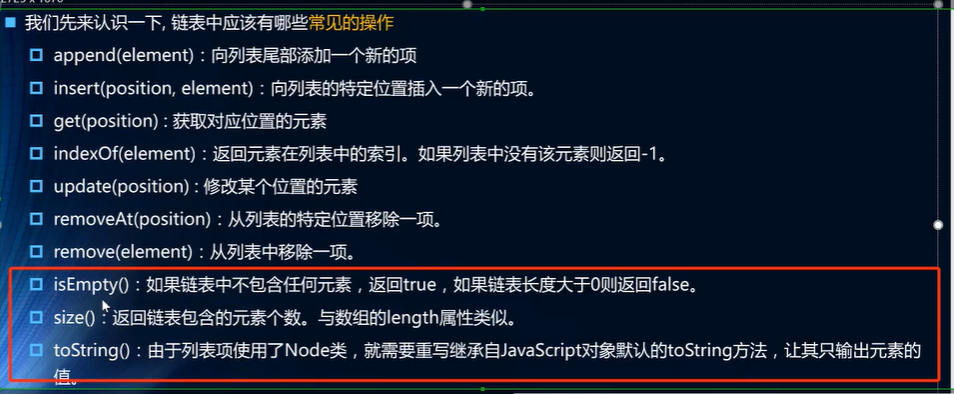 我们先来认识一下, 链表中应该有哪些常见的操作
append(element)：向列表尾部添加一个新的项
insert(position, element)：向列表的特定位置插入一个新的项。
get(position)：获取对应位置的元素
indexOf(element)：返回元素在列表中的索引。如果列表中没有该元素则返回-1。
update(position)：修改某个位置的元素
removeAt(position)：从列表的特定位置移除一项。
remove(element)：从列表中移除一项。
isEmpty()：如果链表中不包含任何元素，返回true，如果链表长度大于0则返回false。
size()：返回链表包含的元素个数。与数组的length属性类似。
toString()：由于列表项使用了Node类，就需要重写继承自JavaScript对象默认的toString方法，让其只输出元素的
值。